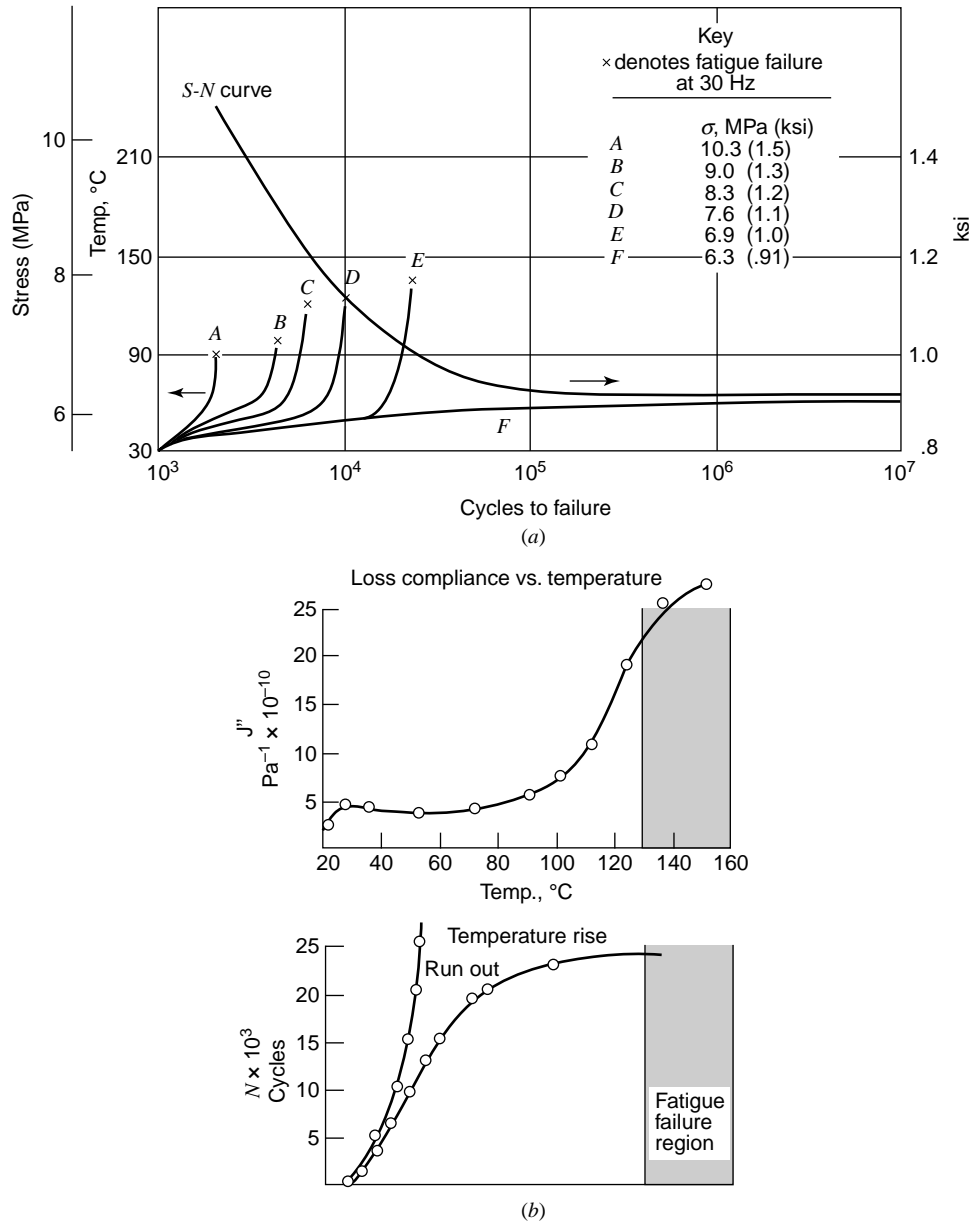 Key
× denotes fatigue failure
at 30 Hz
σ, MPa (ksi)
A 10.3 (1.5)
B 9.0 (1.3)
C 8.3 (1.2)
D 7.6 (1.1)
E 6.9 (1.0)
F 6.3 (.91)
S-N curve
Stress (MPa)
10
8
6
Temp, °C
210
150
90
30
A
B
C
D
E
F
1.4
1.2
1.0
.8
ksi
10³ 10⁴ 10⁵ 10⁶ 10⁷
Cycles to failure
(a)
Loss compliance vs. temperature
J”
Pa⁻¹ × 10⁻¹⁰
25
20
15
10
5
20 40 60 80 100 120 140 160
Temp., °C
Temperature rise
Run out
N × 10³
Cycles
25
20
15
10
5
Fatigue
failure
region
(b)